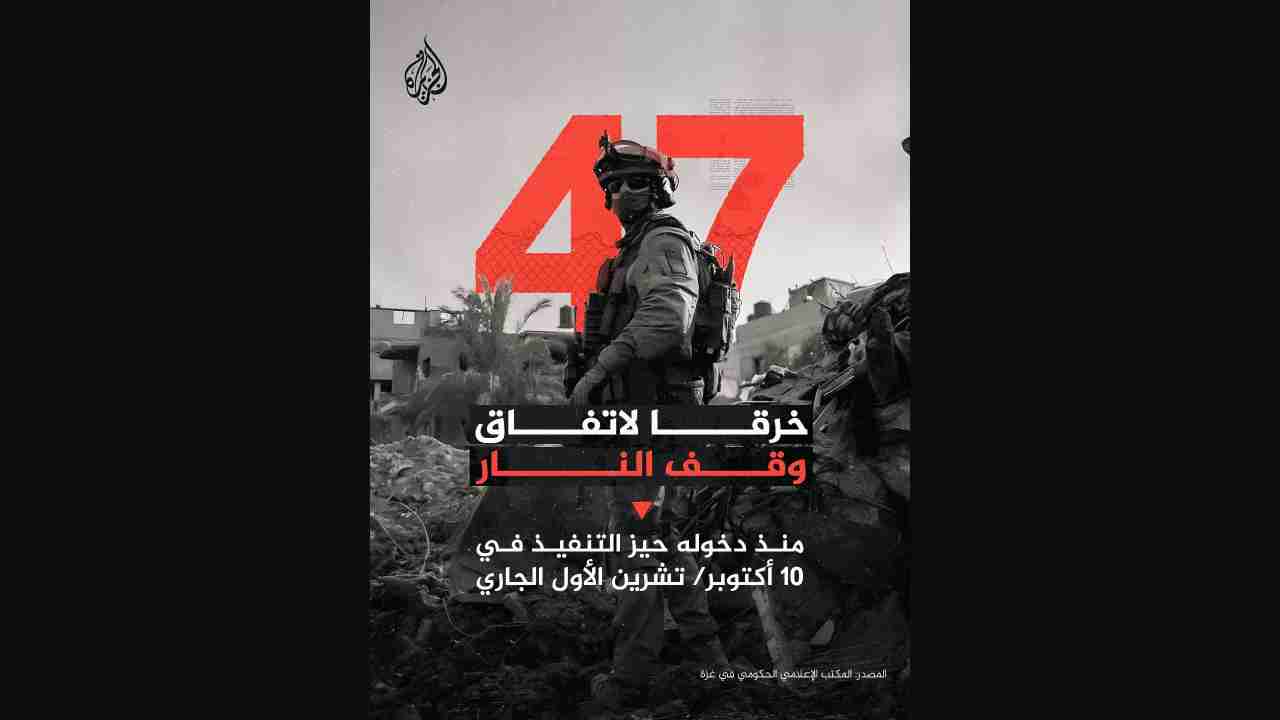 الجزيرة
47
خرقـــا لاتفـــاق
وقـــف النـــار
منـذ دخوله حيز التنفيـذ فـي
10 أكتوبر/ تشرين الأول الجاري
المصدر: المكتب الإعلامي الحكومي في غزة